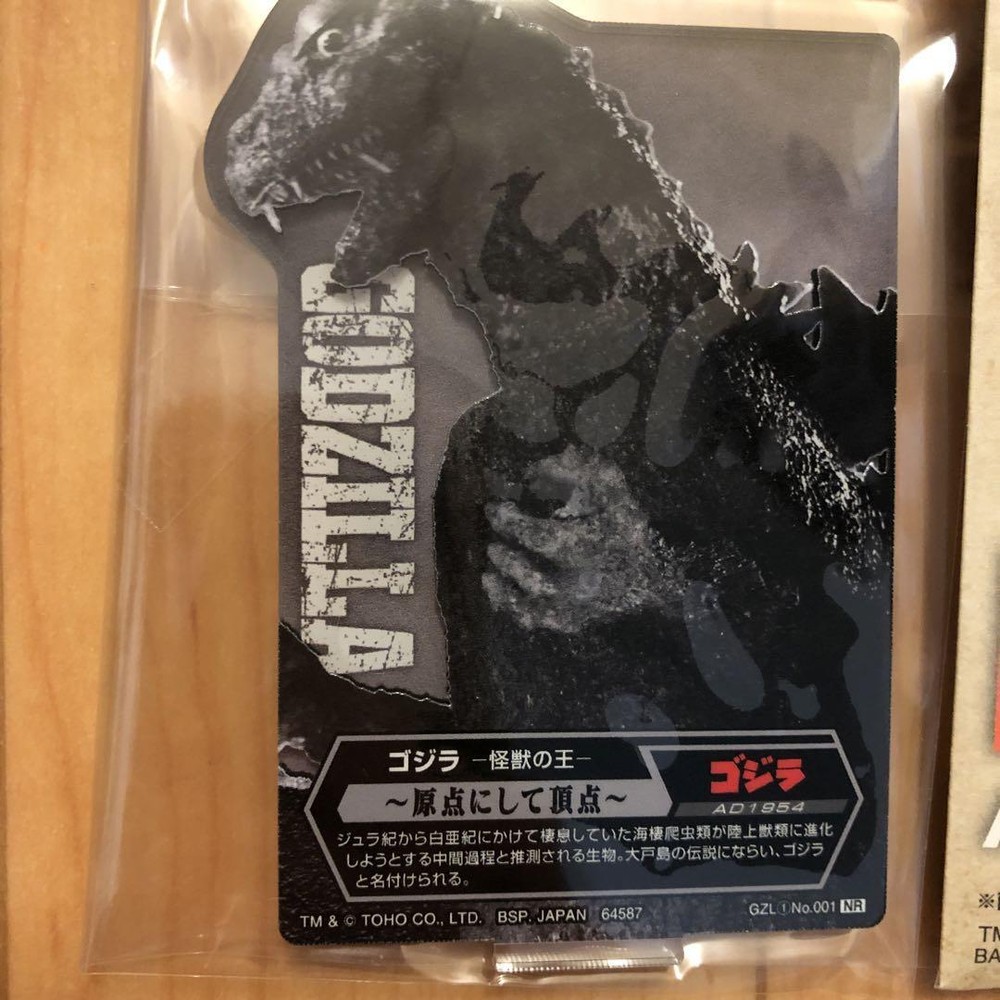 GODZILLA
ゴジラ －怪獣の王－
～原点にして頂点～
ゴジラ
AD1954
ジュラ紀から白亜紀にかけて棲息していた海棲爬虫類が陸上獣類に進化
しようとする中間過程と推測される生物。大戸島の伝説にならい、ゴジラ
と名付けられる。
TM & © TOHO CO., LTD. BSP. JAPAN 64587
GZL① No.001 NR
※
TM
BA